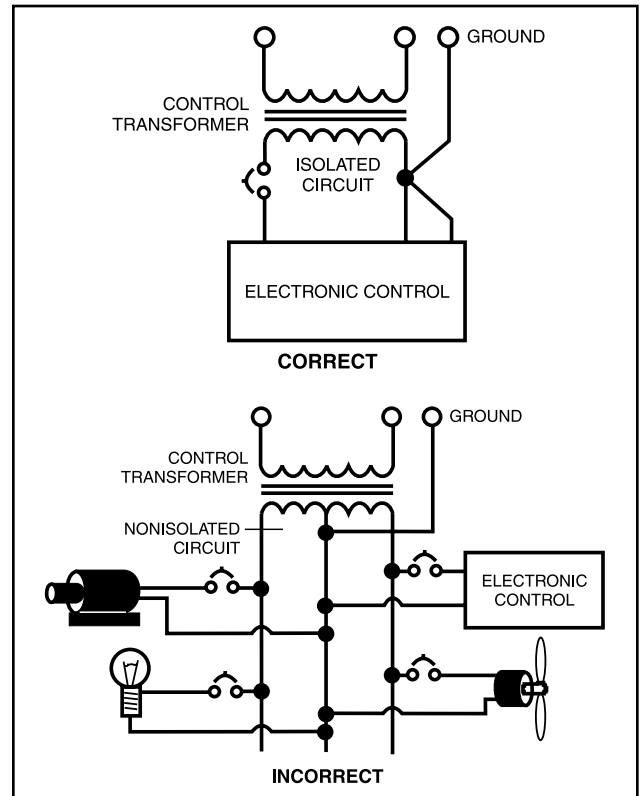 GROUND
CONTROL
TRANSFORMER
ISOLATED
CIRCUIT
ELECTRONIC CONTROL
CORRECT
GROUND
CONTROL
TRANSFORMER
NONISOLATED
CIRCUIT
ELECTRONIC
CONTROL
INCORRECT